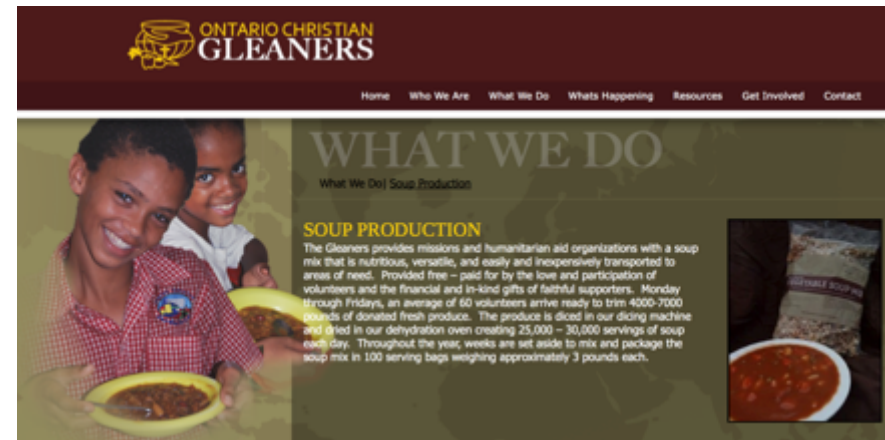 ONTARIO CHRISTIAN
GLEANERS
Home Who We Are What We Do Whats Happening Resources Get Involved Contact
WHAT WE DO
What We Do| Soup Production
SOUP PRODUCTION
The Gleaners provides missions and humanitarian aid organizations with a soup
mix that is nutritious, versatile, and easily and inexpensively transported to
areas of need. Provided free – paid for by the love and participation of
volunteers and the financial and in-kind gifts of faithful supporters. Monday
through Fridays, an average of 60 volunteers arrive ready to trim 4000-7000
pounds of donated fresh produce. The produce is diced in our dicing machine
and dried in our dehydration oven creating 25,000 – 30,000 servings of soup
each day. Throughout the year, weeks are set aside to mix and package the
soup mix in 100 serving bags weighing approximately 3 pounds each.
VEGETABLE SOUP MIX